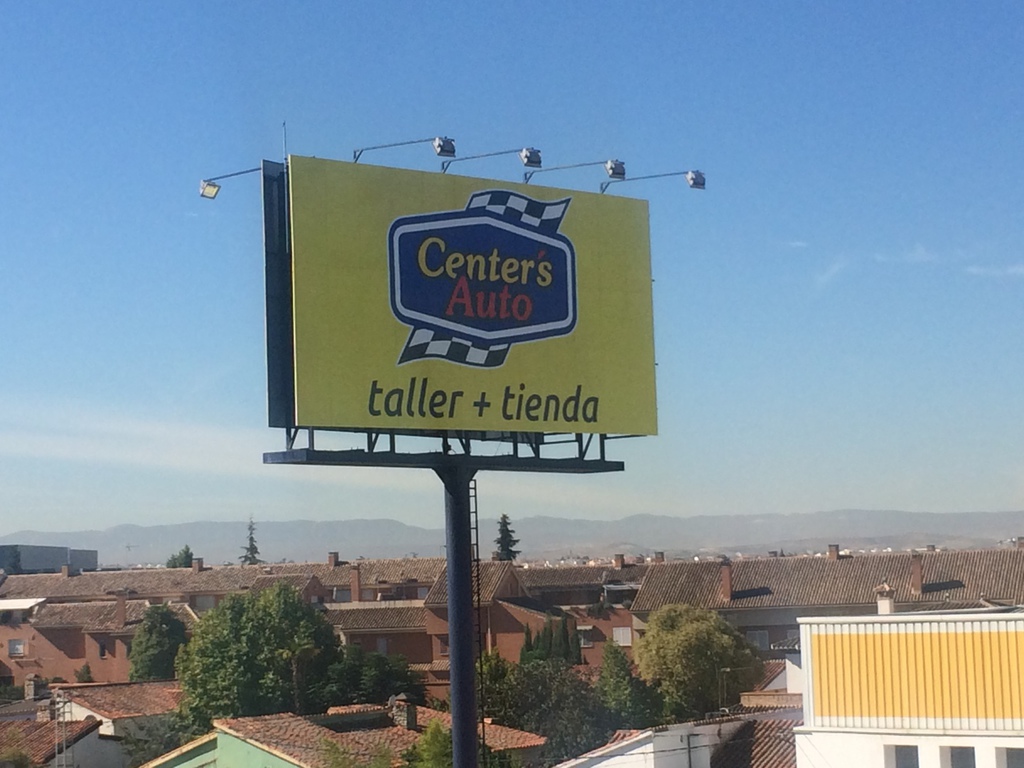 Center's
Auto
taller + tienda